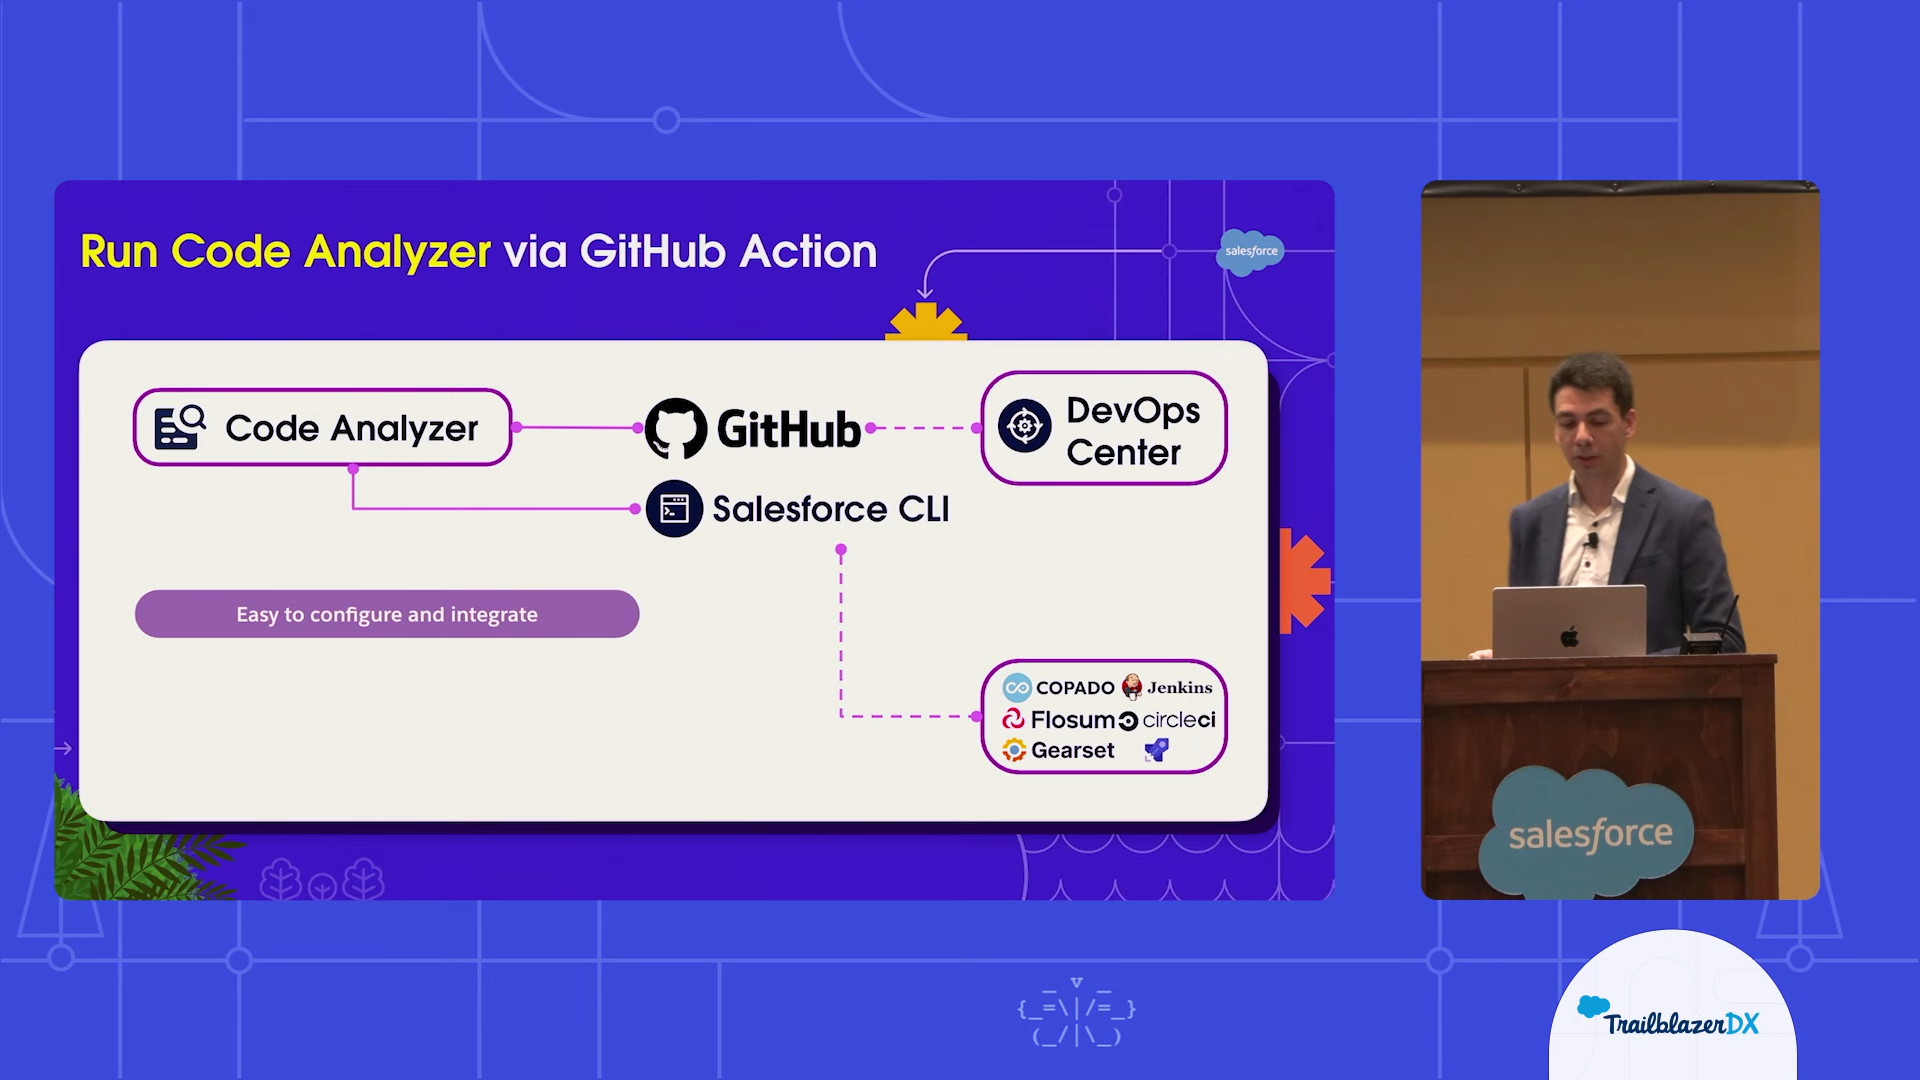 Run Code Analyzer via GitHub Action
salesforce
Code Analyzer
GitHub
DevOps
Center
Salesforce CLI
Easy to configure and integrate
COPADO
Jenkins
Flosum
circleci
Gearset
salesforce
{_=\|/=_}
(_/|\_)
TrailblazerDX